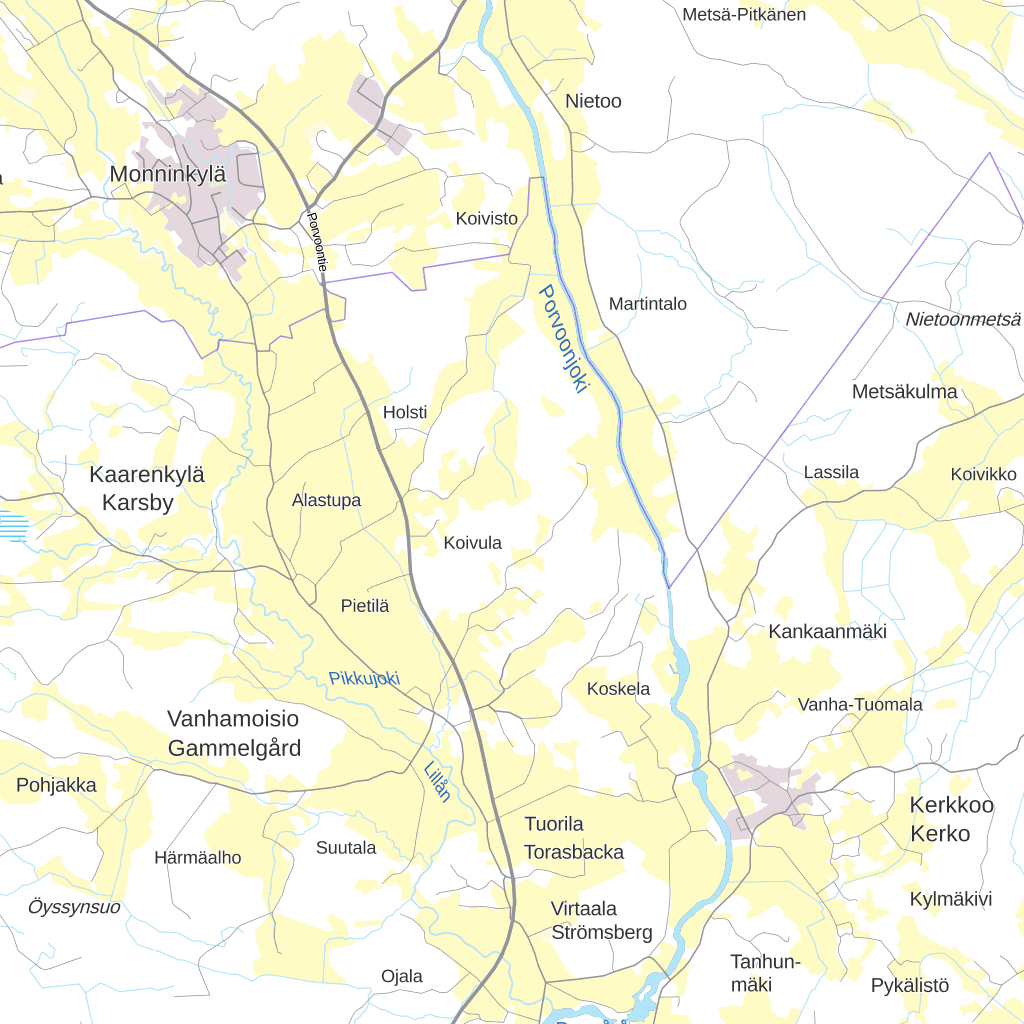 Metsä-Pitkänen
Nietoo
Monninkylä
Koivisto
Porvoontie
Porvoonjoki
Martintalo
Nietoonmetsä
Metsäkulma
Holsti
Kaarenkylä
Karsby
Lassila
Koivikko
Alastupa
Koivula
Pietilä
Kankaanmäki
Pikkujoki
Koskela
Vanha-Tuomala
Vanhamoisio
Gammelgård
Pohjakka
Lillån
Kerkkoo
Kerko
Tuorila
Torasbacka
Suutala
Härmäalho
Öyssynsuo
Kylmäkivi
Virtaala
Strömsberg
Tanhun-
mäki
Ojala
Pykälistö